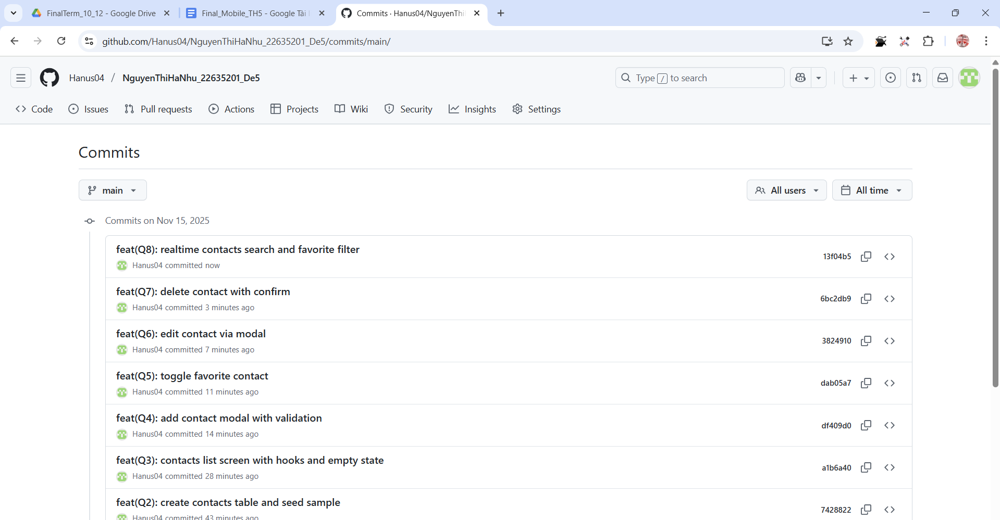 FinalTerm_10_12 - Google Drive
Final_Mobile_TH5 - Google Tài
Commits · Hanus04/NguyenThi
github.com/Hanus04/NguyenThiHaNhu_22635201_De5/commits/main/
Hanus04 / NguyenThiHaNhu_22635201_De5
Type / to search
Code
Issues
Pull requests
Actions
Projects
Wiki
Security
Insights
Settings
Commits
main
All users
All time
Commits on Nov 15, 2025
feat(Q8): realtime contacts search and favorite filter
Hanus04 committed now
13f04b5
feat(Q7): delete contact with confirm
Hanus04 committed 3 minutes ago
6bc2db9
feat(Q6): edit contact via modal
Hanus04 committed 7 minutes ago
3824910
feat(Q5): toggle favorite contact
Hanus04 committed 11 minutes ago
dab05a7
feat(Q4): add contact modal with validation
Hanus04 committed 14 minutes ago
df409d0
feat(Q3): contacts list screen with hooks and empty state
Hanus04 committed 28 minutes ago
a1b6a40
feat(Q2): create contacts table and seed sample
Hanus04 committed 43 minutes ago
7428822